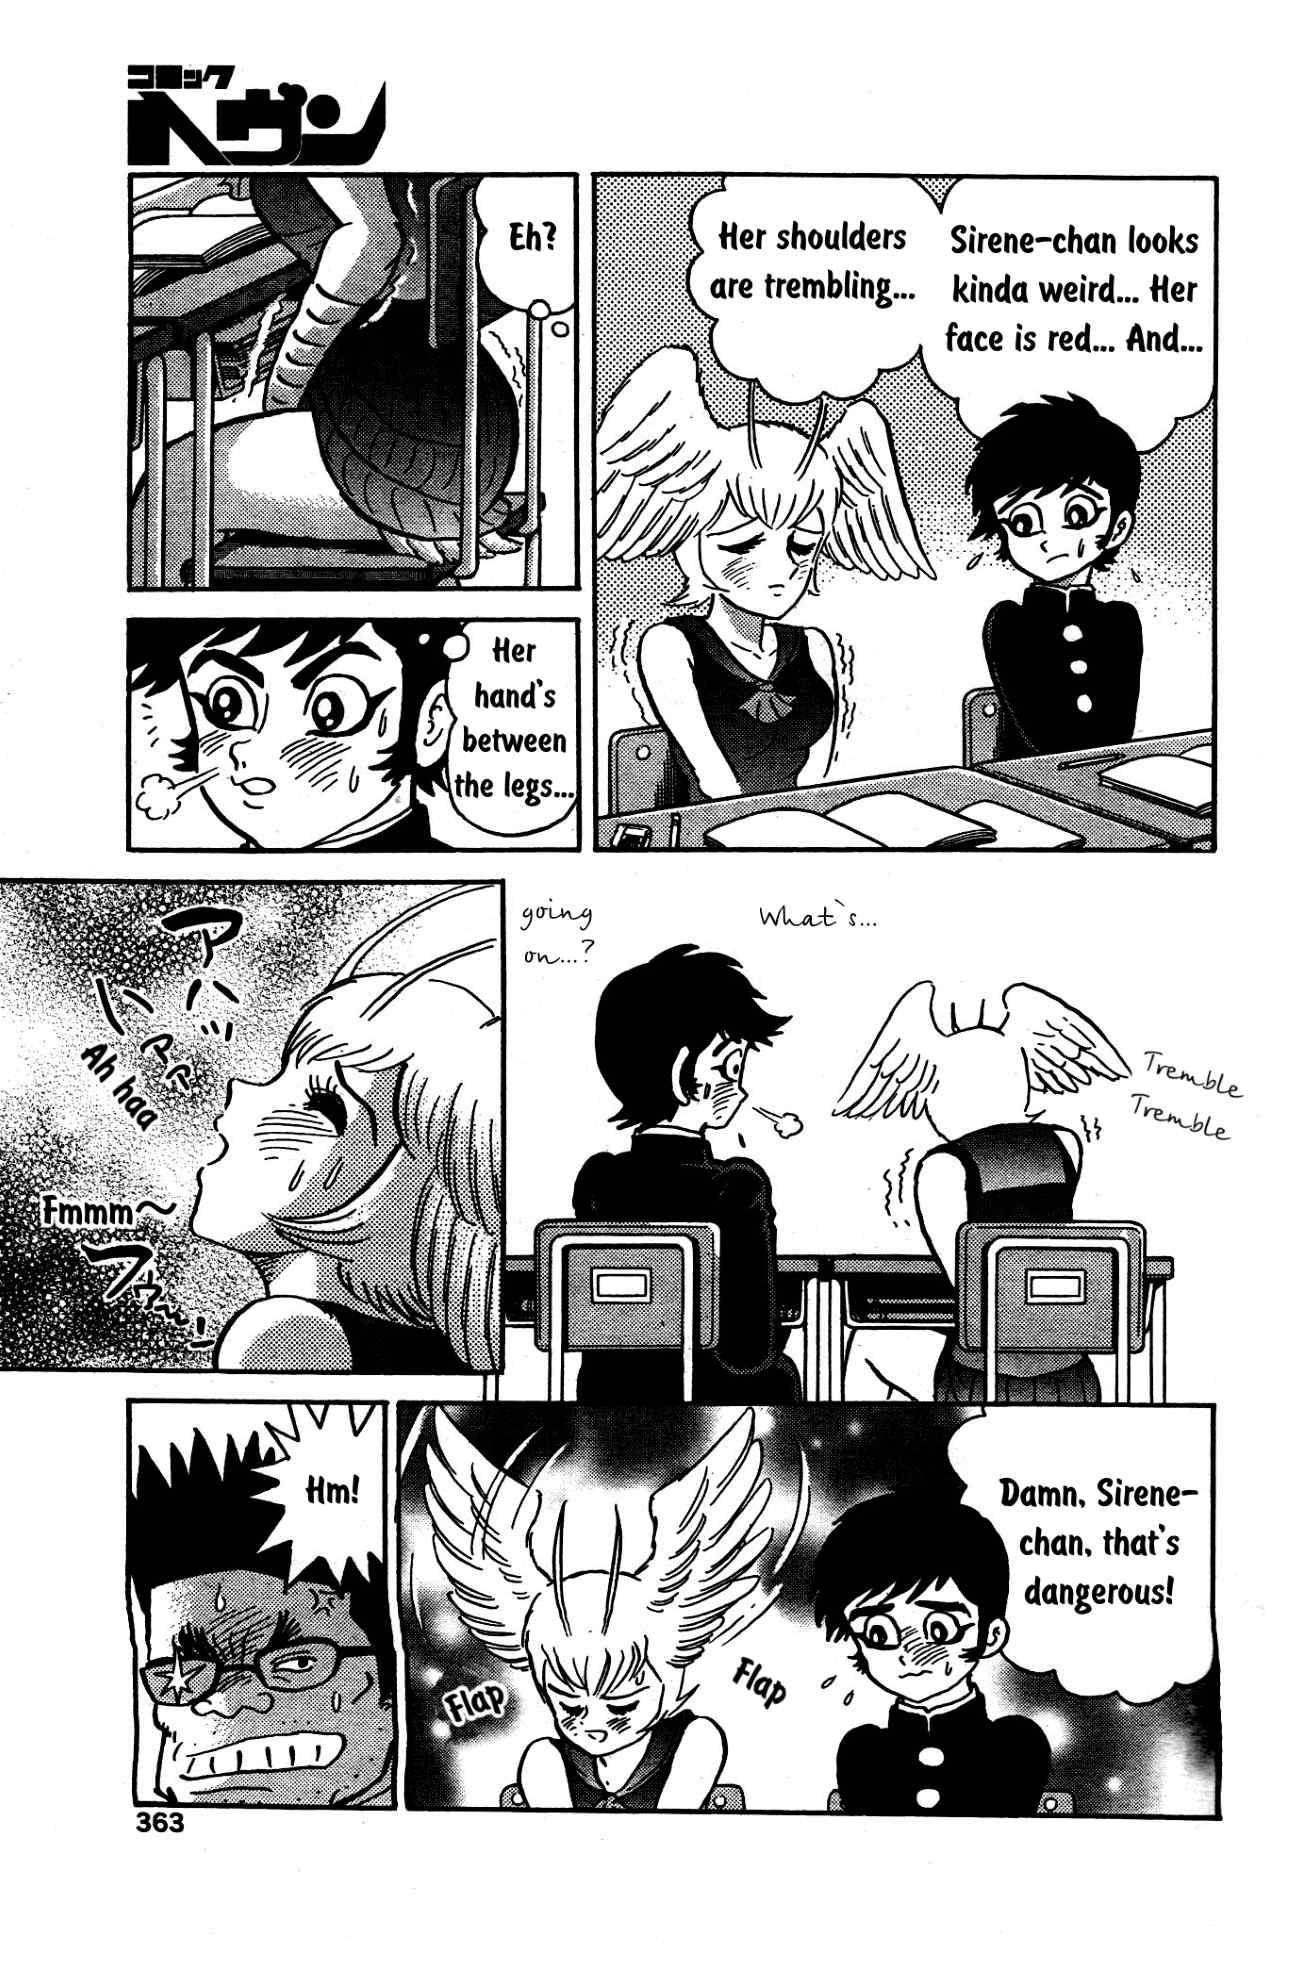 コミック
ヘヴン
Sirene-chan looks
kinda weird... Her
face is red... And...
Her shoulders
are trembling...
Eh?
Her
hand's
between
the legs...
What's...
going
on...?
Tremble
Tremble
アハッ
ハァァ
Ah haa
Fmmm～
フゥ～!
Damn, Sirene-
chan, that's
dangerous!
Flap
Flap
Hm!
363